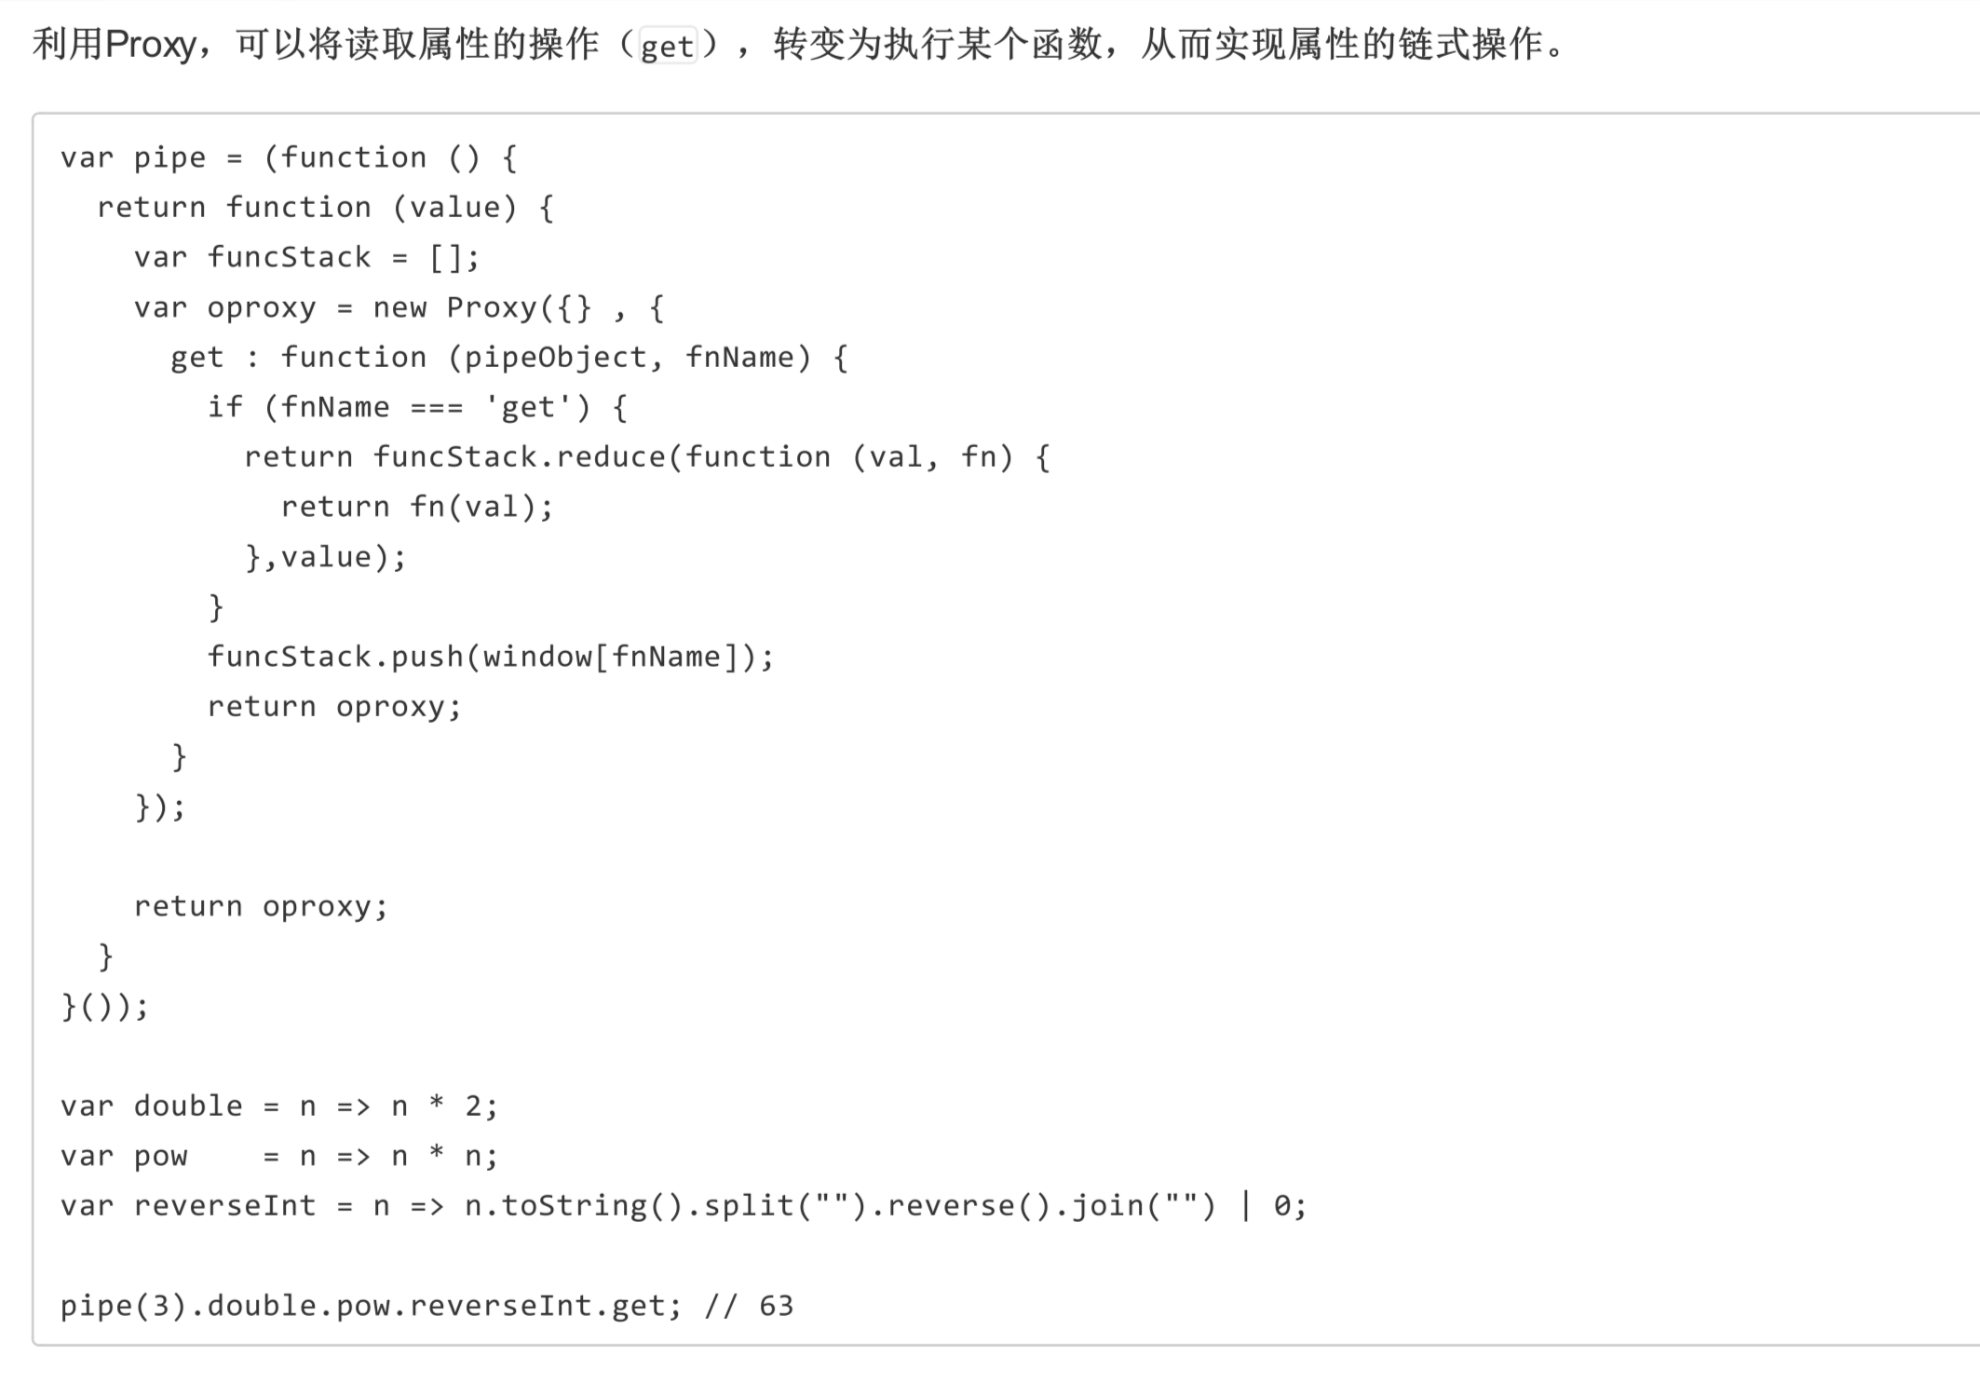 利用Proxy，可以将读取属性的操作（get），转变为执行某个函数，从而实现属性的链式操作。
var pipe = (function () {
  return function (value) {
    var funcStack = [];
    var oproxy = new Proxy({} , {
      get : function (pipeObject, fnName) {
        if (fnName === 'get') {
          return funcStack.reduce(function (val, fn) {
            return fn(val);
          },value);
        }
        funcStack.push(window[fnName]);
        return oproxy;
      }
    });

    return oproxy;
  }
}());

var double = n => n * 2;
var pow    = n => n * n;
var reverseInt = n => n.toString().split("").reverse().join("") | 0;

pipe(3).double.pow.reverseInt.get; // 63